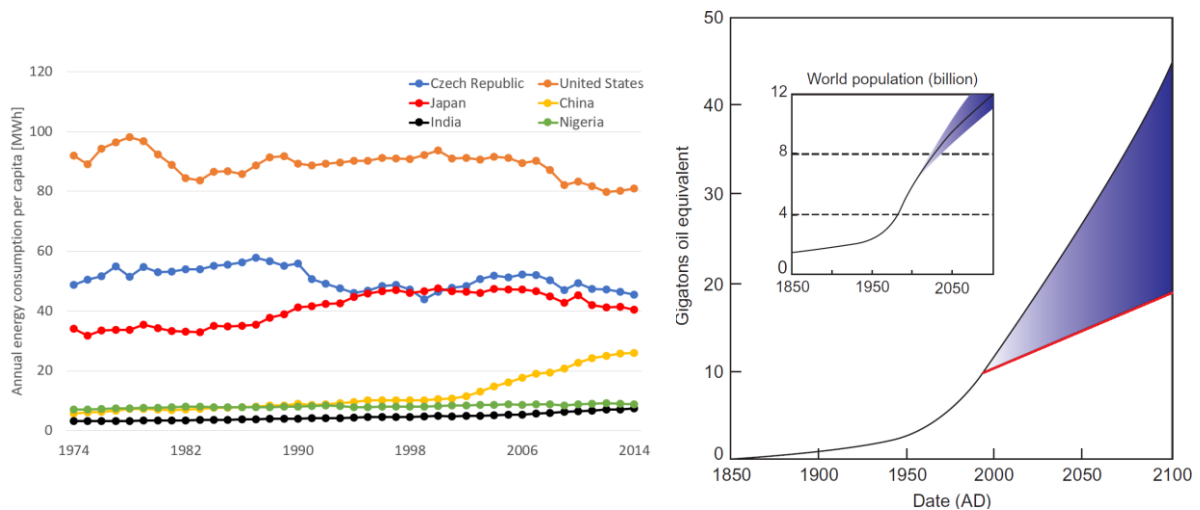 Annual energy consumption per capita [MWh]
120
100
80
60
40
20
0
Czech Republic United States
Japan China
India Nigeria
1974 1982 1990 1998 2006 2014
Gigatons oil equivalent
50
40
30
20
10
0
World population (billion)
12
8
4
0
1850 1950 2050
1850 1900 1950 2000 2050 2100
Date (AD)